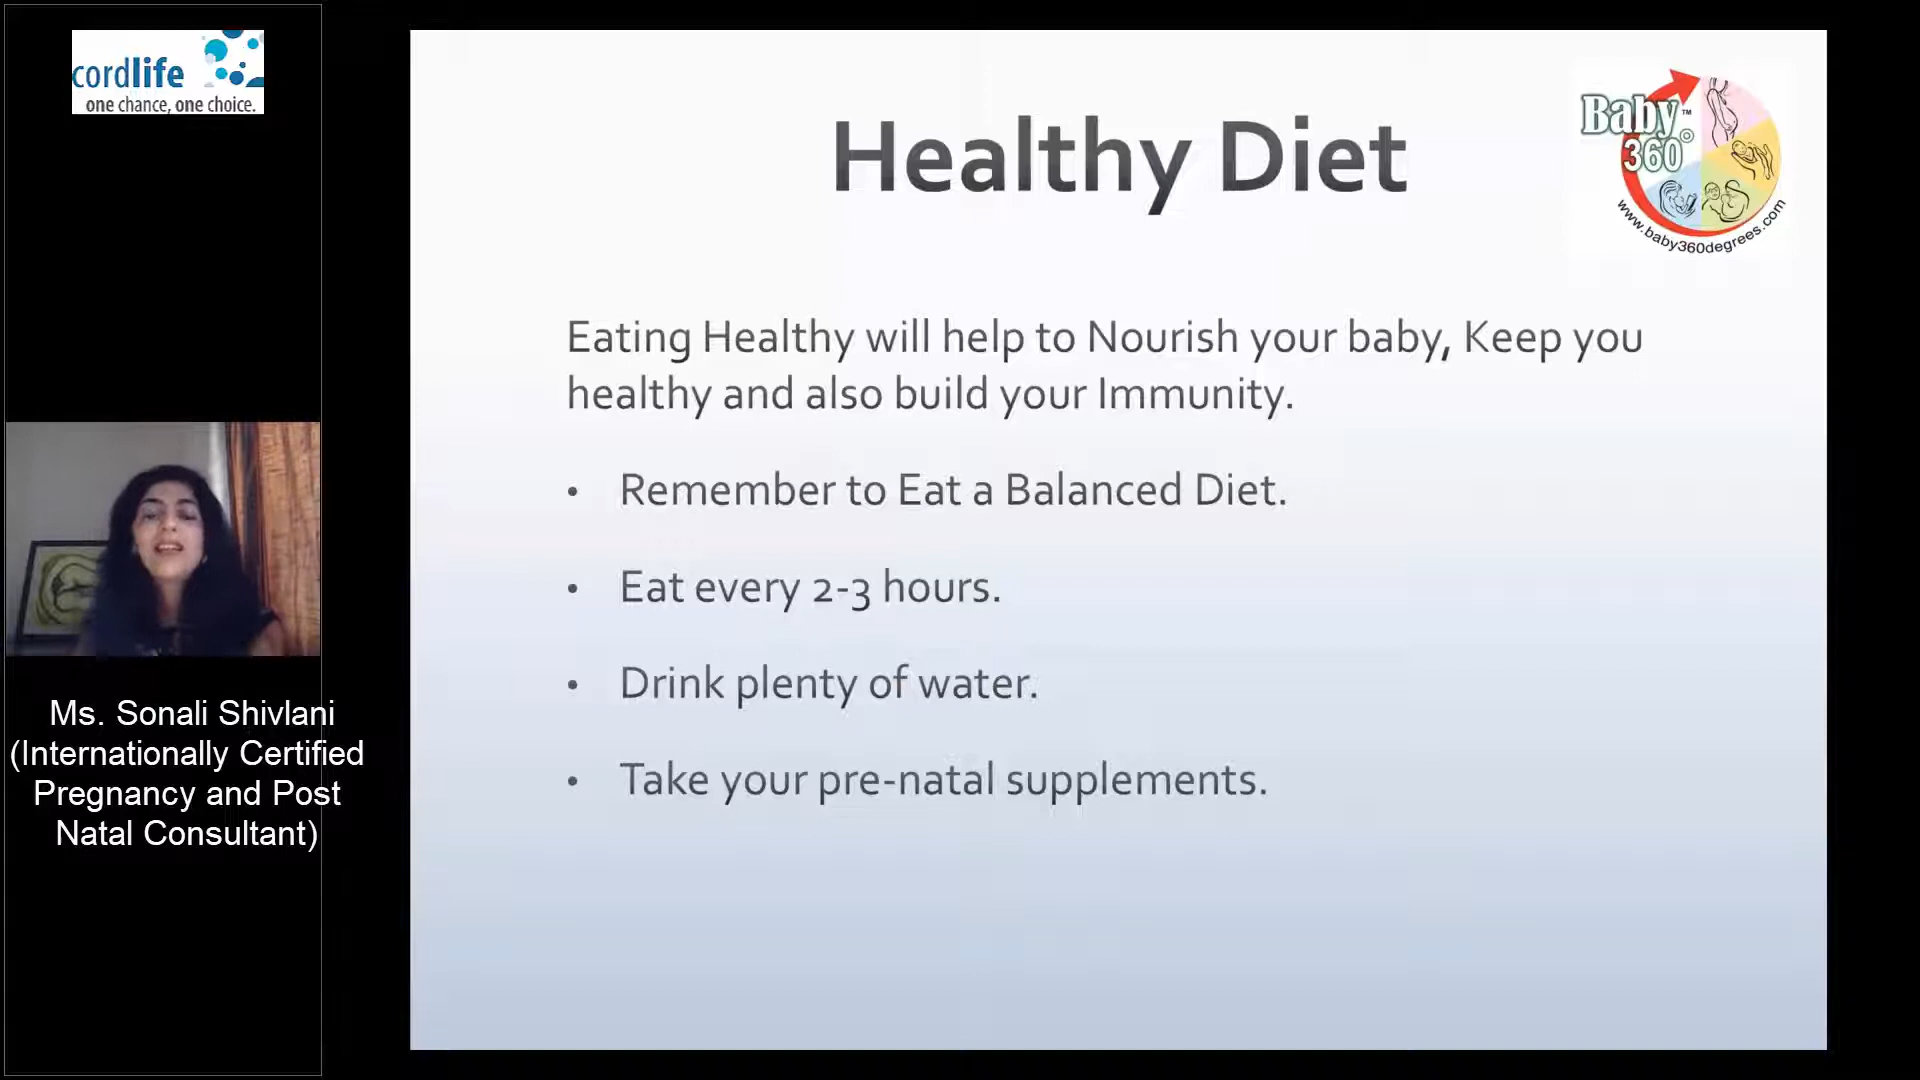 cordlife
one chance, one choice.
Healthy Diet
Baby™
360°
www.baby360degrees.com
Eating Healthy will help to Nourish your baby, Keep you
healthy and also build your Immunity.
• Remember to Eat a Balanced Diet.
• Eat every 2-3 hours.
• Drink plenty of water.
• Take your pre-natal supplements.
Ms. Sonali Shivlani
(Internationally Certified
Pregnancy and Post
Natal Consultant)